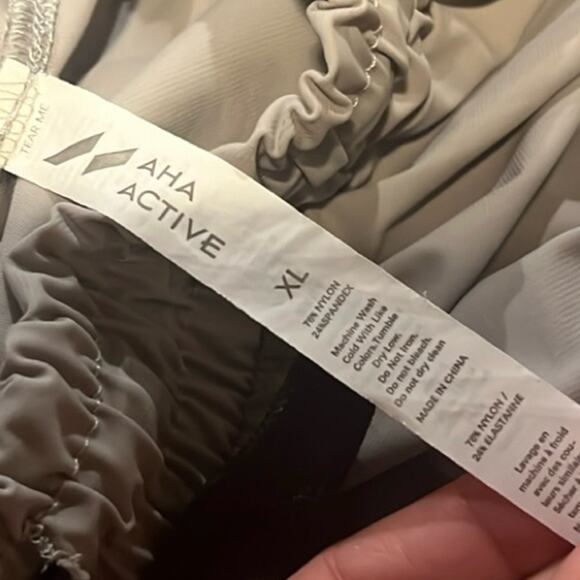 TEAR ME
AHA
ACTIVE
XL
76% NYLON
24%SPANDEX
Machine Wash
Cold With Like
Colors.Tumble
Dry Low.
Do Not Iron.
Do not bleach.
Do not dry clean
MADE IN CHINA
76% NYLON /
24% ELASTANNE
Lavage en
machine à froid
avec des cou-
leurs similaires
Séchez à